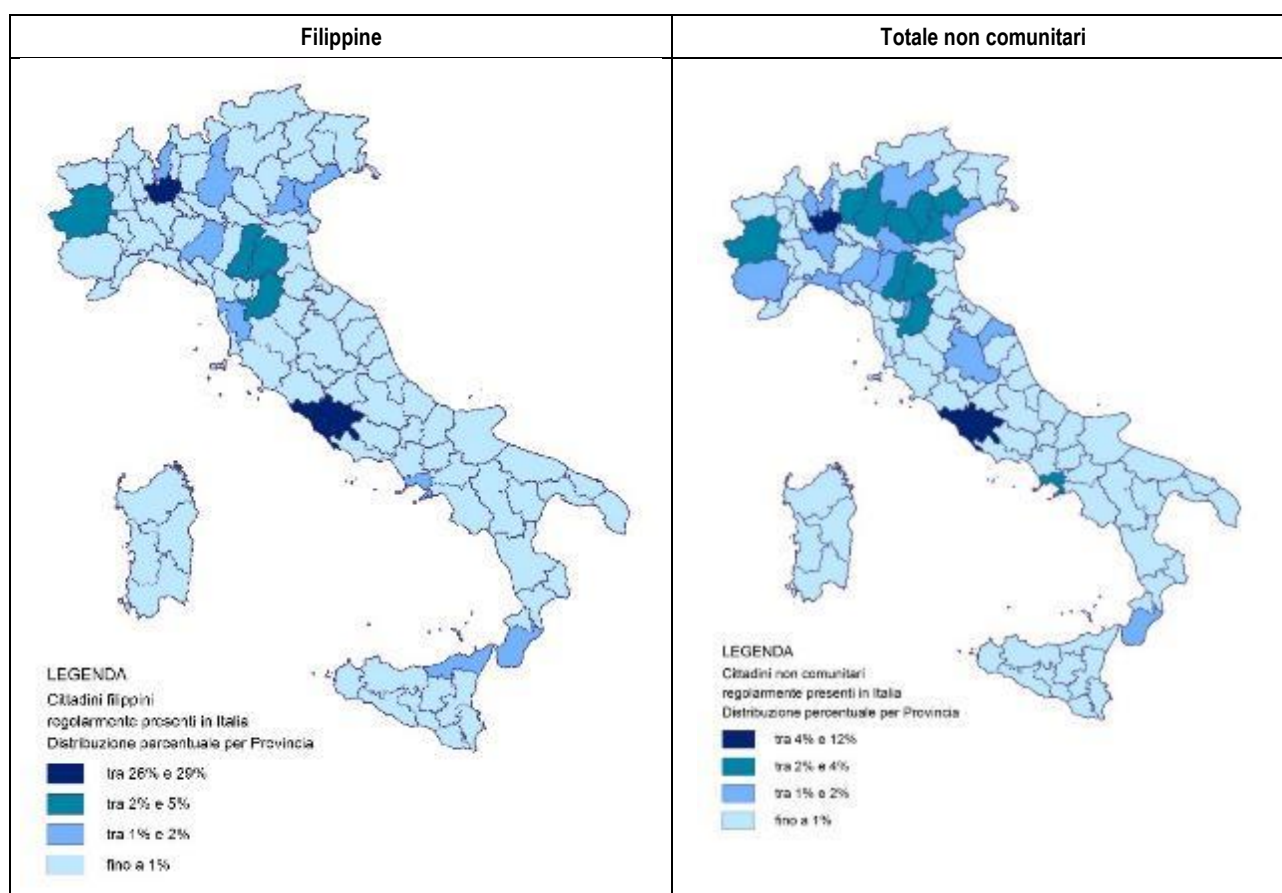 Filippine
Totale non comunitari
LEGENDA
Cittadini filippini
regolarmente presenti in Italia
Distribuzione percentuale per Provincia
tra 26% e 29%
tra 2% e 5%
tra 1% e 2%
fino a 1%
LEGENDA
Cittadini non comunitari
regolarmente presenti in Italia
Distribuzione percentuale per Provincia
tra 4% e 12%
tra 2% e 4%
tra 1% e 2%
fino a 1%